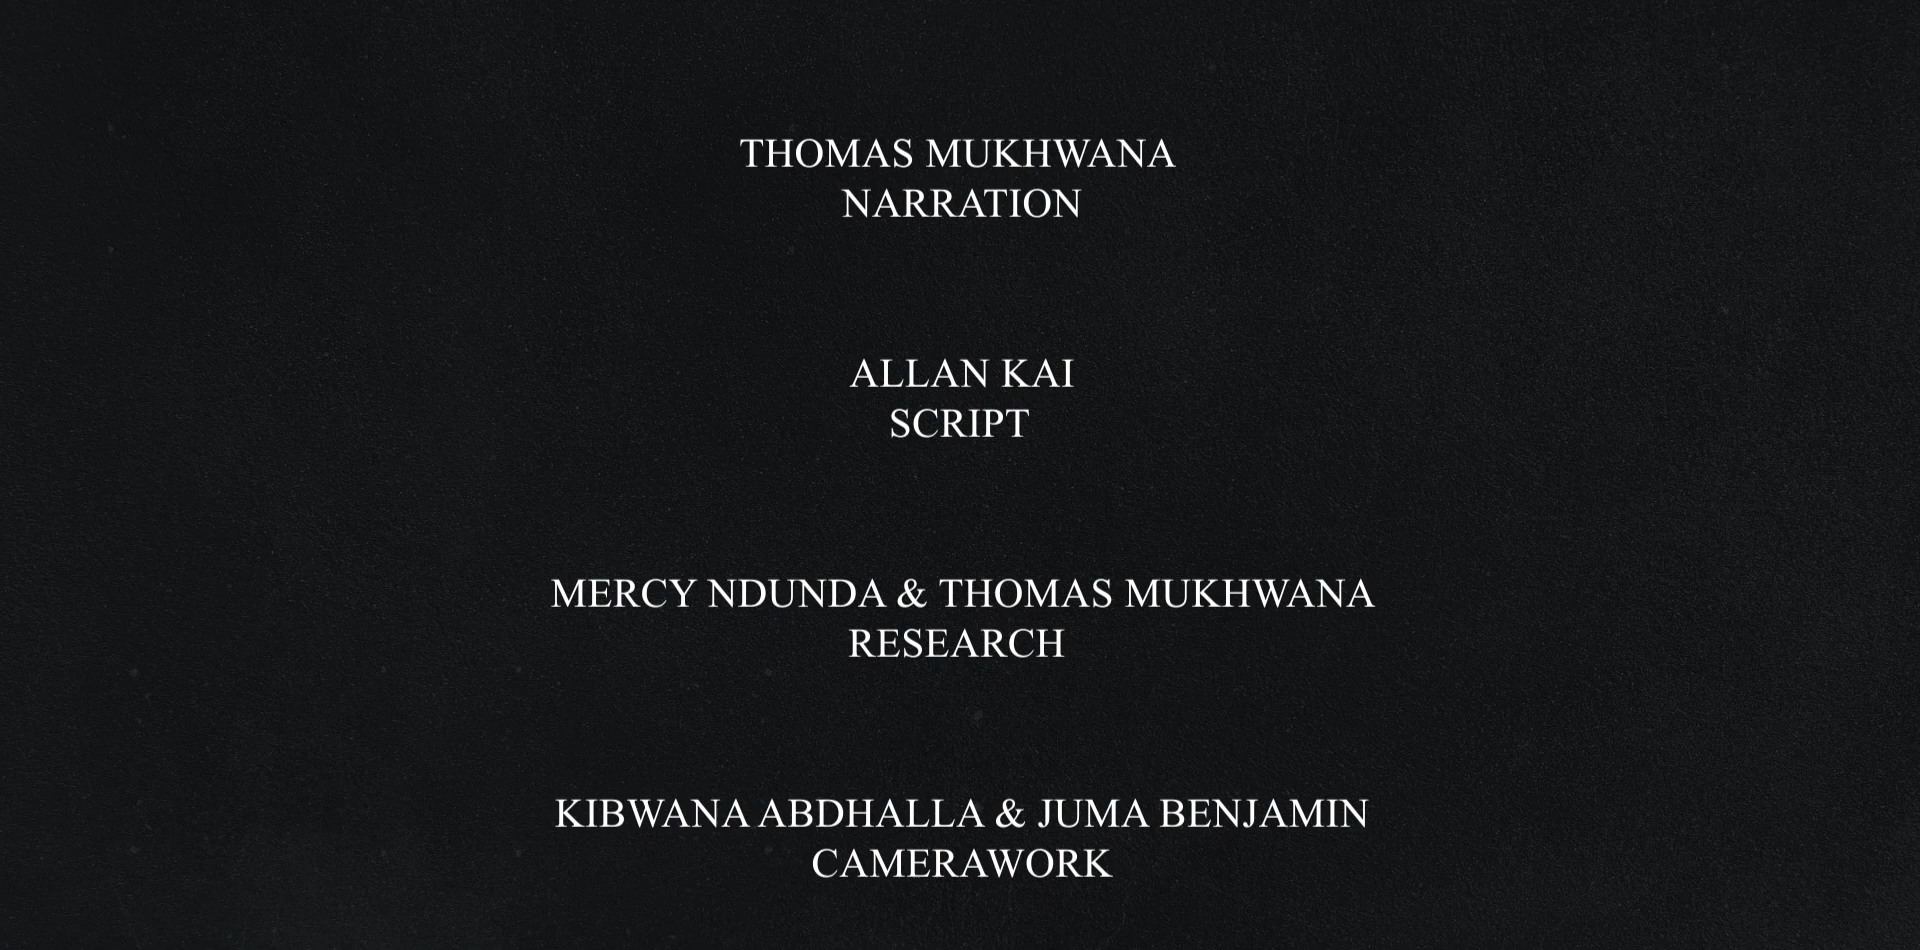 THOMAS MUKHWANA
NARRATION
ALLAN KAI
SCRIPT
MERCY NDUNDA & THOMAS MUKHWANA
RESEARCH
KIBWANA ABDHALLA & JUMA BENJAMIN
CAMERAWORK